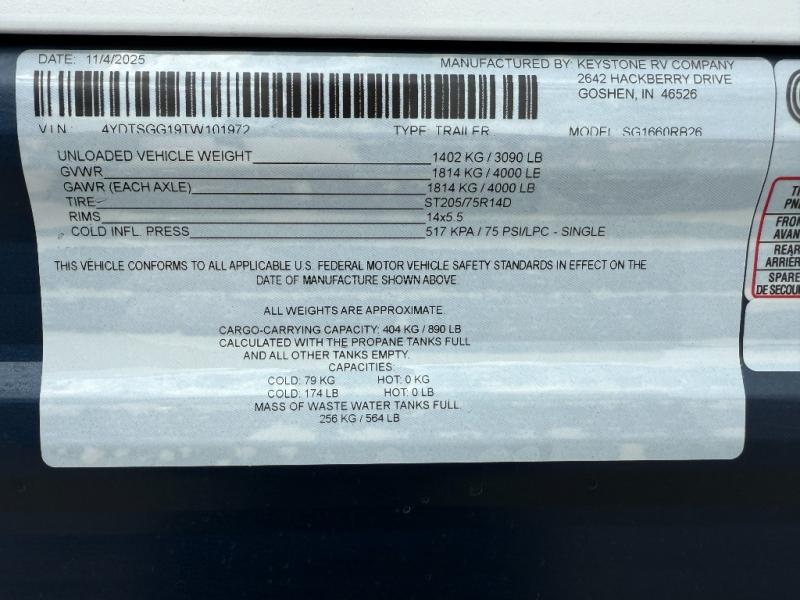 DATE: 11/4/2025
MANUFACTURED BY: KEYSTONE RV COMPANY
2642 HACKBERRY DRIVE
GOSHEN, IN 46526
VIN: 4YDTSGG19TW101972 TYPE: TRAILER MODEL: SG1660RB26
UNLOADED VEHICLE WEIGHT 1402 KG / 3090 LB
GVWR 1814 KG / 4000 LB
GAWR (EACH AXLE) 1814 KG / 4000 LB
TIRE ST205/75R14D
RIMS 14x5.5
COLD INFL. PRESS 517 KPA / 75 PSI/LPC - SINGLE
THIS VEHICLE CONFORMS TO ALL APPLICABLE U.S. FEDERAL MOTOR VEHICLE SAFETY STANDARDS IN EFFECT ON THE
DATE OF MANUFACTURE SHOWN ABOVE.
ALL WEIGHTS ARE APPROXIMATE.
CARGO-CARRYING CAPACITY: 404 KG / 890 LB
CALCULATED WITH THE PROPANE TANKS FULL
AND ALL OTHER TANKS EMPTY.
CAPACITIES:
COLD: 79 KG HOT: 0 KG
COLD: 174 LB HOT: 0 LB
MASS OF WASTE WATER TANKS FULL:
256 KG / 564 LB
REAR
SPARE